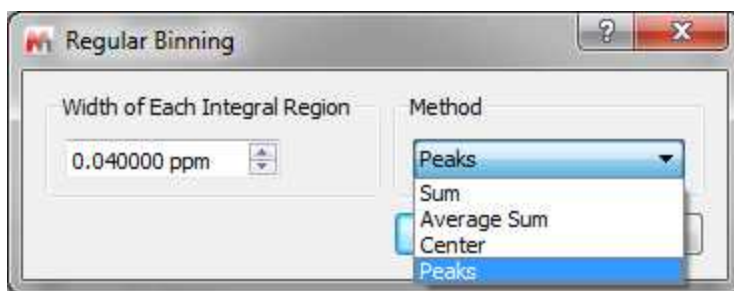 Regular Binning
?
Width of Each Integral Region
Method
0.040000 ppm
Peaks
Sum
Average Sum
Center
Peaks